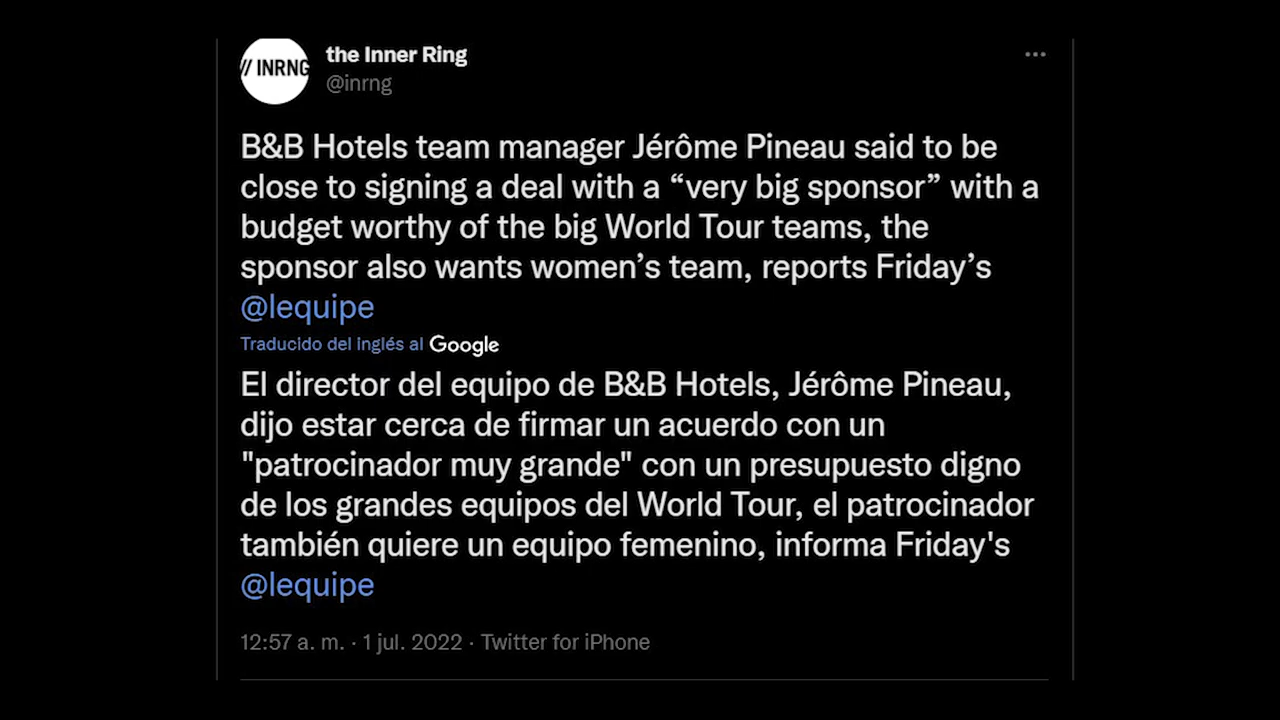 // INRNG
the Inner Ring
@inrng
B&B Hotels team manager Jérôme Pineau said to be
close to signing a deal with a “very big sponsor” with a
budget worthy of the big World Tour teams, the
sponsor also wants women’s team, reports Friday’s
@lequipe
Traducido del inglés al Google
El director del equipo de B&B Hotels, Jérôme Pineau,
dijo estar cerca de firmar un acuerdo con un
"patrocinador muy grande" con un presupuesto digno
de los grandes equipos del World Tour, el patrocinador
también quiere un equipo femenino, informa Friday's
@lequipe
12:57 a. m. · 1 jul. 2022 · Twitter for iPhone